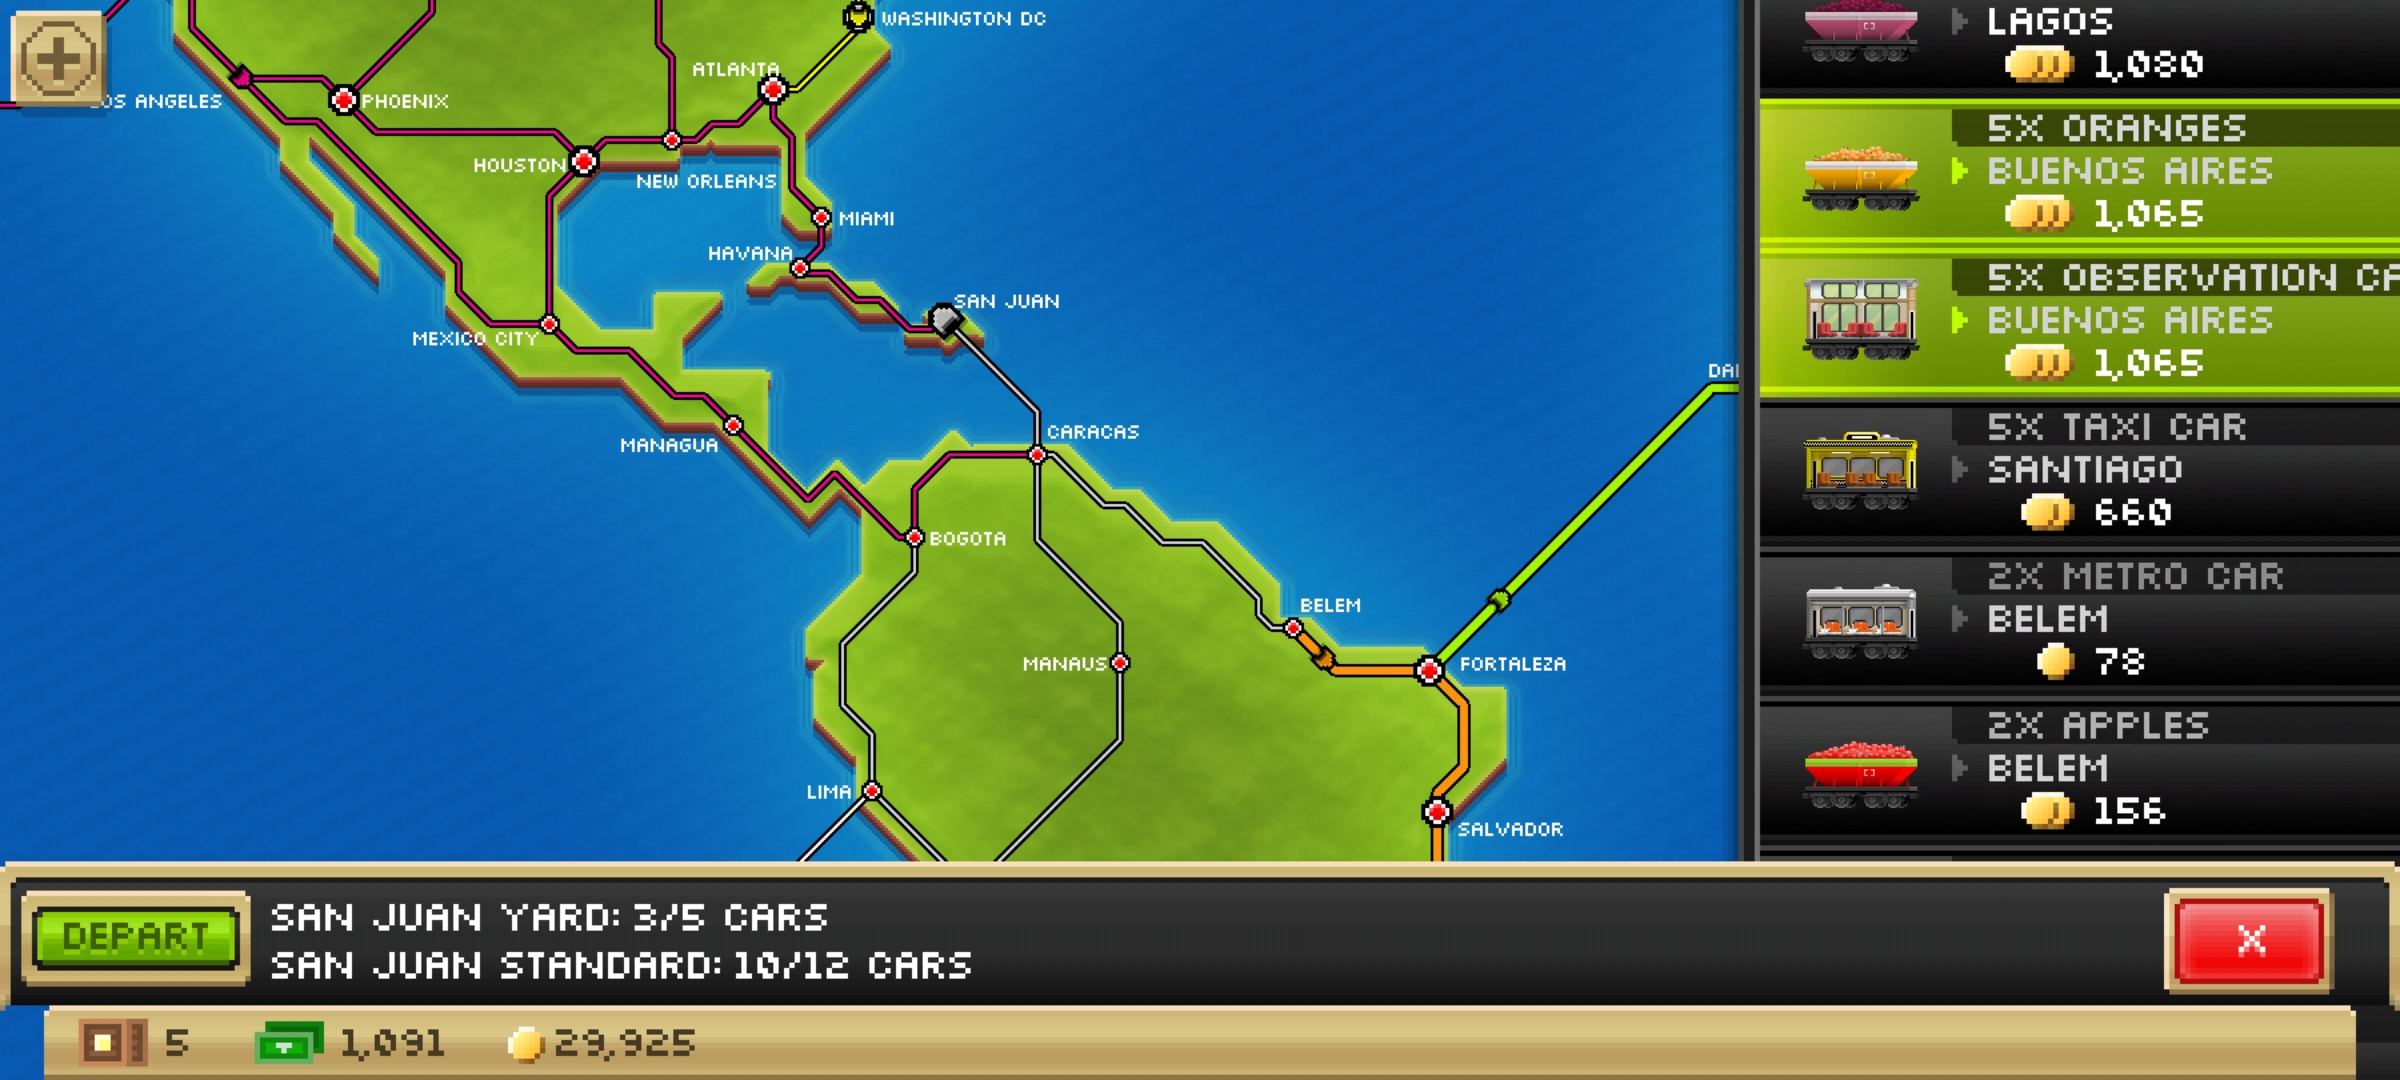 WASHINGTON DC
ATLANTA
OS ANGELES
PHOENIX
HOUSTON
NEW ORLEANS
MIAMI
HAVANA
SAN JUAN
MEXICO CITY
MANAGUA
CARACAS
DA
BOGOTA
BELEM
MANAUS
FORTALEZA
LIMA
SALVADOR
LAGOS
1,080
5X ORANGES
BUENOS AIRES
1,065
5X OBSERVATION CA
BUENOS AIRES
1,065
5X TAXI CAR
SANTIAGO
660
2X METRO CAR
BELEM
78
2X APPLES
BELEM
156
DEPART
SAN JUAN YARD: 3/5 CARS
SAN JUAN STANDARD: 10/12 CARS
X
5 1,091 29,925